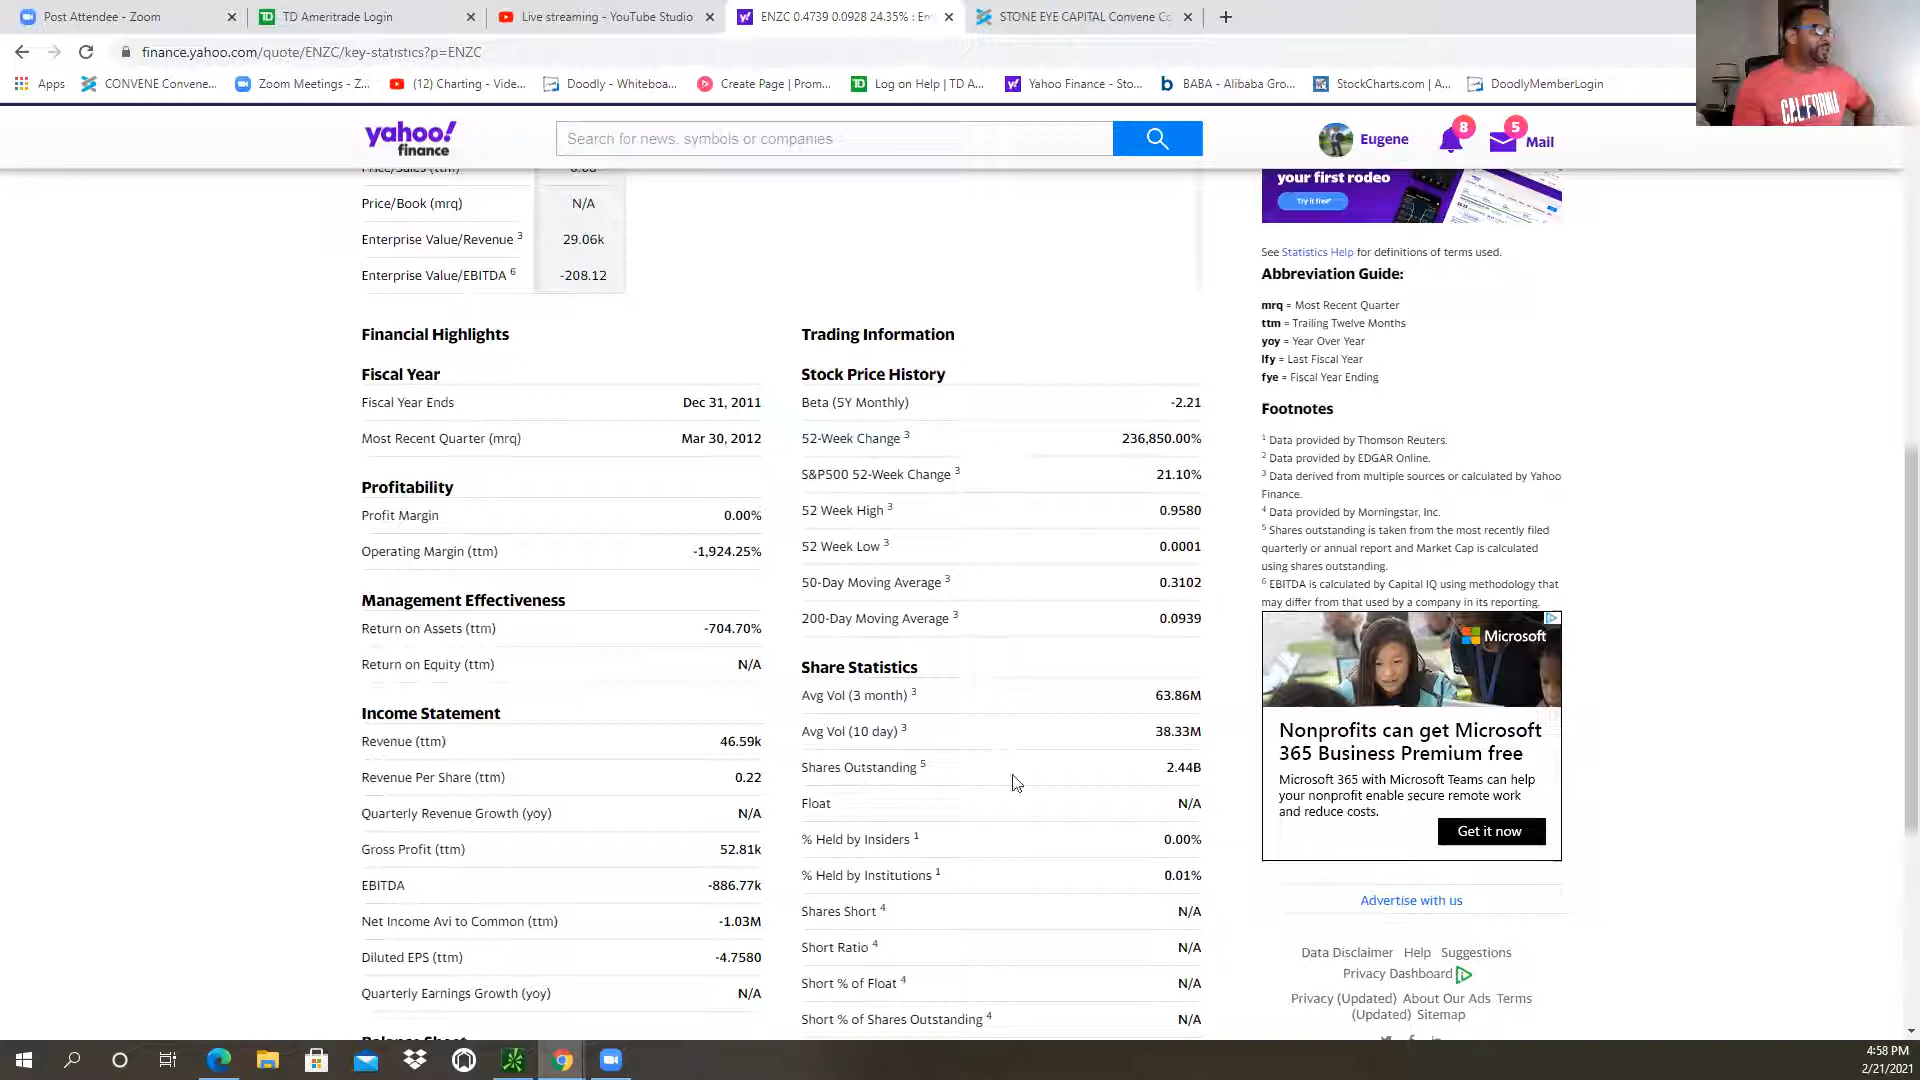 Post Attendee - Zoom
TD Ameritrade Login
Live streaming - YouTube Studio
ENZC 0.4739 0.0928 24.35% : Em
STONE EYE CAPITAL Convene Co
finance.yahoo.com/quote/ENZC/key-statistics?p=ENZC
Apps
CONVENE Convene...
Zoom Meetings - Z...
(12) Charting - Vide...
Doodly - Whiteboa...
Create Page | Prom...
Log on Help | TD A...
Yahoo Finance - Sto...
BABA - Alibaba Gro...
StockCharts.com | A...
DoodlyMemberLogin
CALIFORNIA
yahoo!
finance
Search for news, symbols or companies
Eugene
8
5
Mail
Price/Sales (ttm)
Price/Book (mrq) N/A
Enterprise Value/Revenue 3 29.06k
Enterprise Value/EBITDA 6 -208.12
Financial Highlights
Fiscal Year
Fiscal Year Ends Dec 31, 2011
Most Recent Quarter (mrq) Mar 30, 2012
Profitability
Profit Margin 0.00%
Operating Margin (ttm) -1,924.25%
Management Effectiveness
Return on Assets (ttm) -704.70%
Return on Equity (ttm) N/A
Income Statement
Revenue (ttm) 46.59k
Revenue Per Share (ttm) 0.22
Quarterly Revenue Growth (yoy) N/A
Gross Profit (ttm) 52.81k
EBITDA -886.77k
Net Income Avi to Common (ttm) -1.03M
Diluted EPS (ttm) -4.7580
Quarterly Earnings Growth (yoy) N/A
Balance Sheet
Trading Information
Stock Price History
Beta (5Y Monthly) -2.21
52-Week Change 3 236,850.00%
S&P500 52-Week Change 3 21.10%
52 Week High 3 0.9580
52 Week Low 3 0.0001
50-Day Moving Average 3 0.3102
200-Day Moving Average 3 0.0939
Share Statistics
Avg Vol (3 month) 3 63.86M
Avg Vol (10 day) 3 38.33M
Shares Outstanding 5 2.44B
Float N/A
% Held by Insiders 1 0.00%
% Held by Institutions 1 0.01%
Shares Short 4 N/A
Short Ratio 4 N/A
Short % of Float 4 N/A
Short % of Shares Outstanding 4 N/A
your first rodeo
Try it free*
See Statistics Help for definitions of terms used.
Abbreviation Guide:
mrq = Most Recent Quarter
ttm = Trailing Twelve Months
yoy = Year Over Year
lfy = Last Fiscal Year
fye = Fiscal Year Ending
Footnotes
1 Data provided by Thomson Reuters.
2 Data provided by EDGAR Online.
3 Data derived from multiple sources or calculated by Yahoo
Finance.
4 Data provided by Morningstar, Inc.
5 Shares outstanding is taken from the most recently filed
quarterly or annual report and Market Cap is calculated
using shares outstanding.
6 EBITDA is calculated by Capital IQ using methodology that
may differ from that used by a company in its reporting.
Microsoft
Nonprofits can get Microsoft
365 Business Premium free
Microsoft 365 with Microsoft Teams can help
your nonprofit enable secure remote work
and reduce costs.
Get it now
Advertise with us
Data Disclaimer Help Suggestions
Privacy Dashboard
Privacy (Updated) About Our Ads Terms
(Updated) Sitemap
4:58 PM
2/21/2021